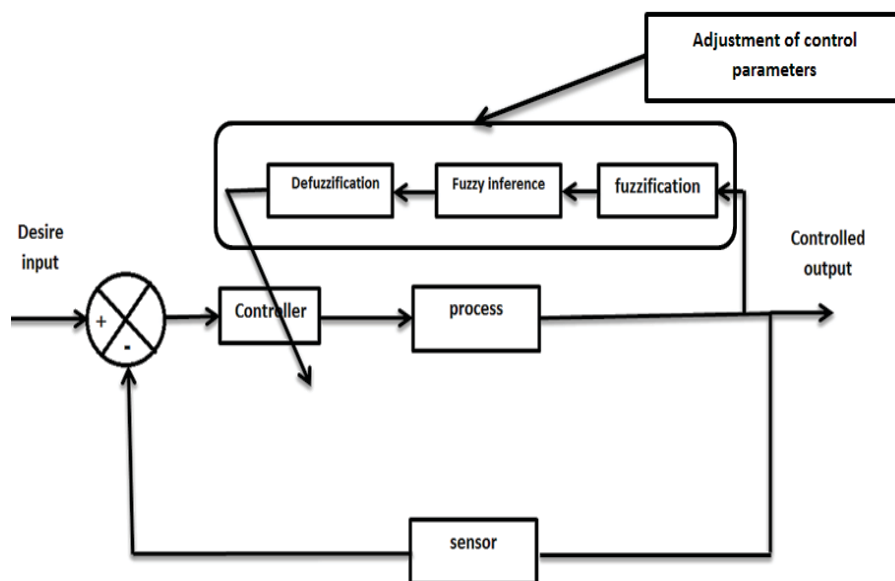 Adjustment of control
parameters
Defuzzification
Fuzzy inference
fuzzification
Desire
input
Controlled
output
+
-
Controller
process
sensor